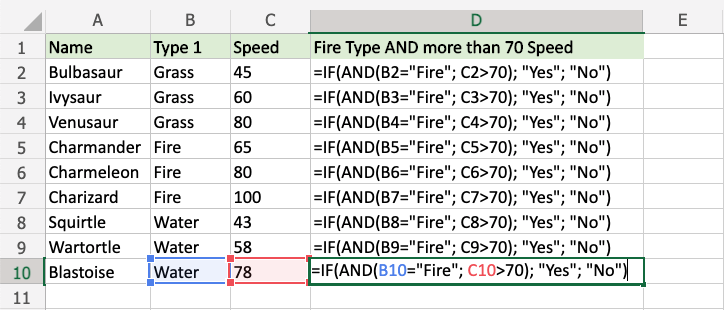 A B C D E
1 Name Type 1 Speed Fire Type AND more than 70 Speed
2 Bulbasaur Grass 45 =IF(AND(B2="Fire"; C2>70); "Yes"; "No")
3 Ivysaur Grass 60 =IF(AND(B3="Fire"; C3>70); "Yes"; "No")
4 Venusaur Grass 80 =IF(AND(B4="Fire"; C4>70); "Yes"; "No")
5 Charmander Fire 65 =IF(AND(B5="Fire"; C5>70); "Yes"; "No")
6 Charmeleon Fire 80 =IF(AND(B6="Fire"; C6>70); "Yes"; "No")
7 Charizard Fire 100 =IF(AND(B7="Fire"; C7>70); "Yes"; "No")
8 Squirtle Water 43 =IF(AND(B8="Fire"; C8>70); "Yes"; "No")
9 Wartortle Water 58 =IF(AND(B9="Fire"; C9>70); "Yes"; "No")
10 Blastoise Water 78 =IF(AND(B10="Fire"; C10>70); "Yes"; "No")
11